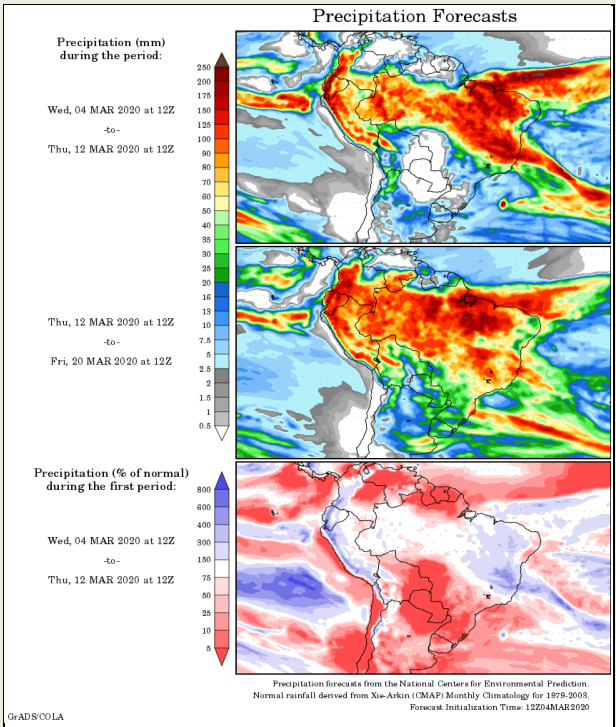 Precipitation Forecasts
Precipitation (mm)
during the period:
Wed, 04 MAR 2020 at 12Z
-to-
Thu, 12 MAR 2020 at 12Z
250
200
175
150
125
100
90
80
70
60
50
40
35
30
25
20
16
13
10
7.5
5
2.5
2
1.5
1
0.5
Thu, 12 MAR 2020 at 12Z
-to-
Fri, 20 MAR 2020 at 12Z
Precipitation (% of normal)
during the first period:
Wed, 04 MAR 2020 at 12Z
-to-
Thu, 12 MAR 2020 at 12Z
800
600
400
300
150
75
50
25
10
5
Precipitation forecasts from the National Centers for Environmental Prediction.
Normal rainfall derived from Xie-Arkin (CMAP) Monthly Climatology for 1979-2003.
Forecast Initialization Time: 12Z04MAR2020
GrADS/COLA